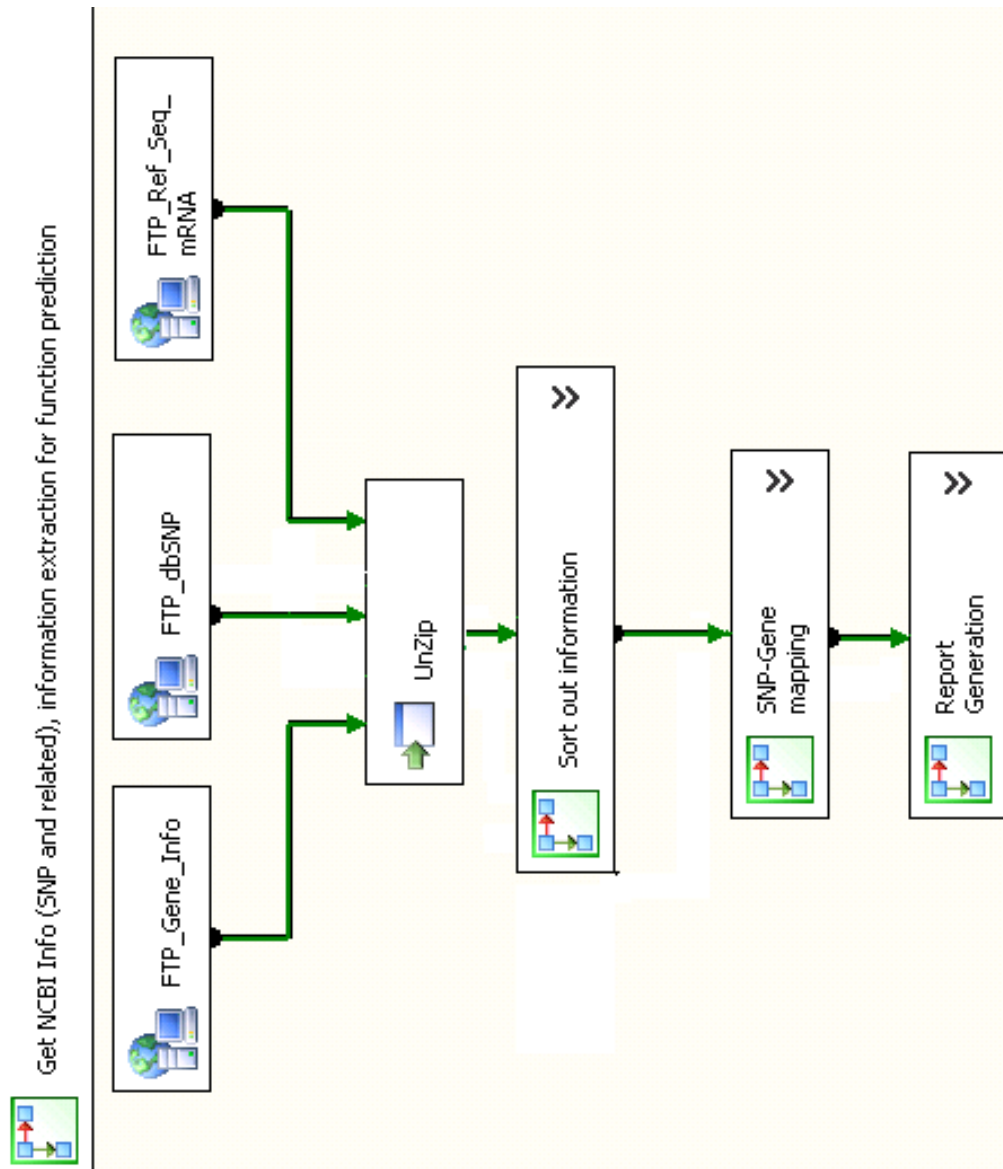 Get NCBI Info (SNP and related), information extraction for function prediction
FTP_Gene_Info
FTP_dbSNP
FTP_Ref_Seq_
mRNA
UnZip
Sort out information
SNP-Gene
mapping
Report
Generation